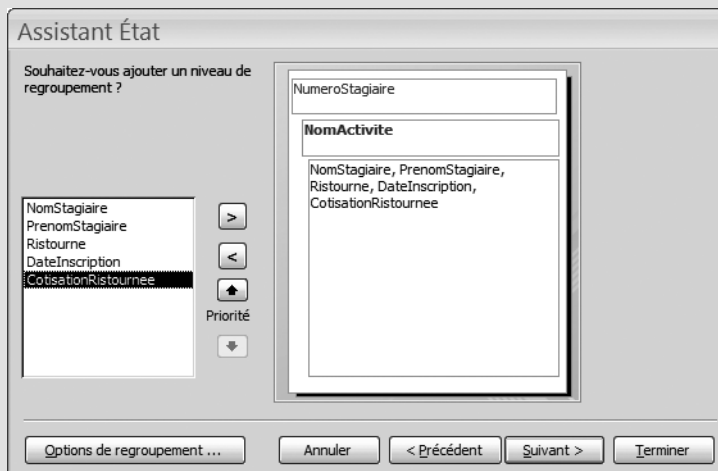 Assistant État
Souhaitez-vous ajouter un niveau de
regroupement ?
NumeroStagiaire
NomActivite
NomStagiaire, PrenomStagiaire,
Ristourne, DateInscription,
CotisationRistournee
NomStagiaire
PrenomStagiaire
Ristourne
DateInscription
CotisationRistournee
>
<
Priorité
Options de regroupement ...
Annuler
< Précédent
Suivant >
Terminer